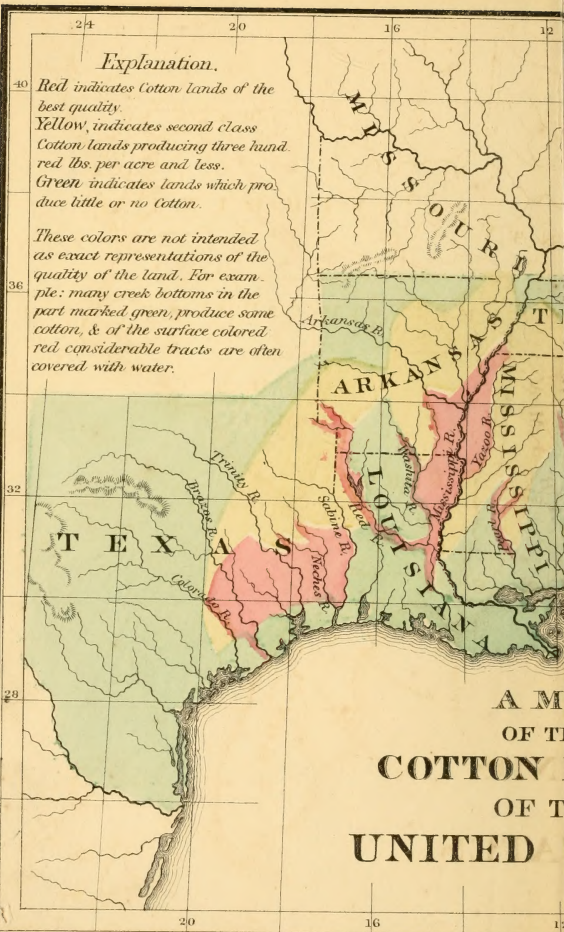 24 20 16 12
40
Explanation.
Red indicates Cotton lands of the
best quality.
Yellow, indicates second class
Cotton lands producing three hund
red lbs. per acre and less.
Green indicates lands which pro
duce little or no Cotton.
These colors are not intended
as exact representations of the
quality of the land. For exam_
ple: many creek bottoms in the
part marked green, produce some
cotton, & of the surface colored
red considerable tracts are often
covered with water.
MISSOURI
36
Arkansas R.
T
ARKANSAS
MISSISSIPPI
Yazoo R.
Mississippi R.
Washita R.
LOUISIANA
Red
Trinity R.
Brazos R.
Sabine R.
32
TEXAS
Neches R.
Colorado R.
28
A M
OF T
COTTON
OF T
UNITED
20 16